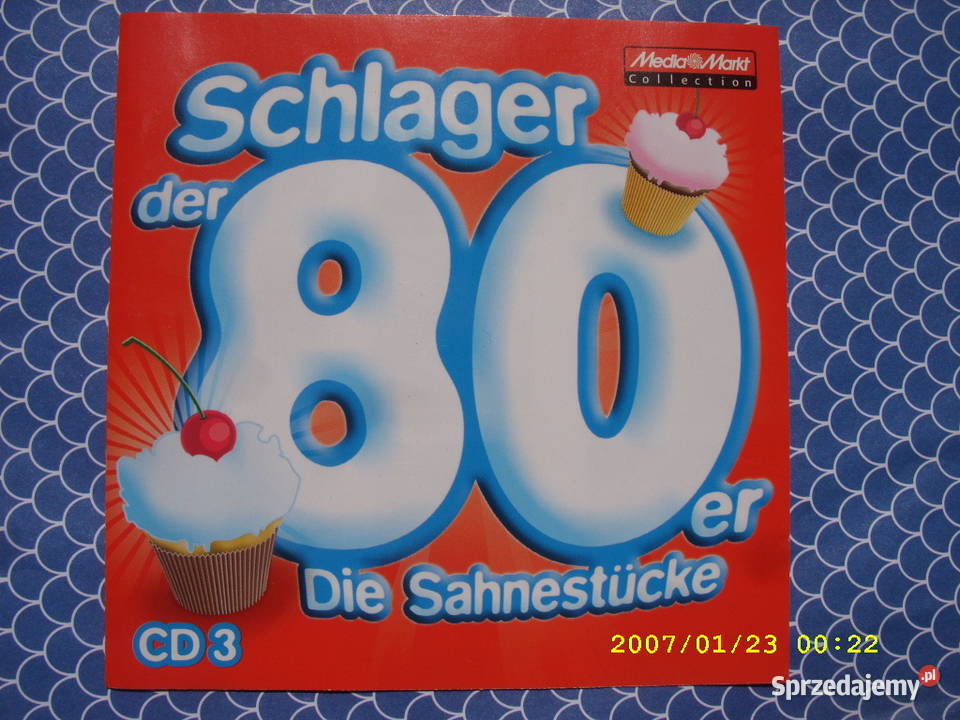 Media Markt
Collection
Schlager
der
80
er
Die Sahnestücke
CD 3
2007/01/23 00:22
Sprzedajemy.pl